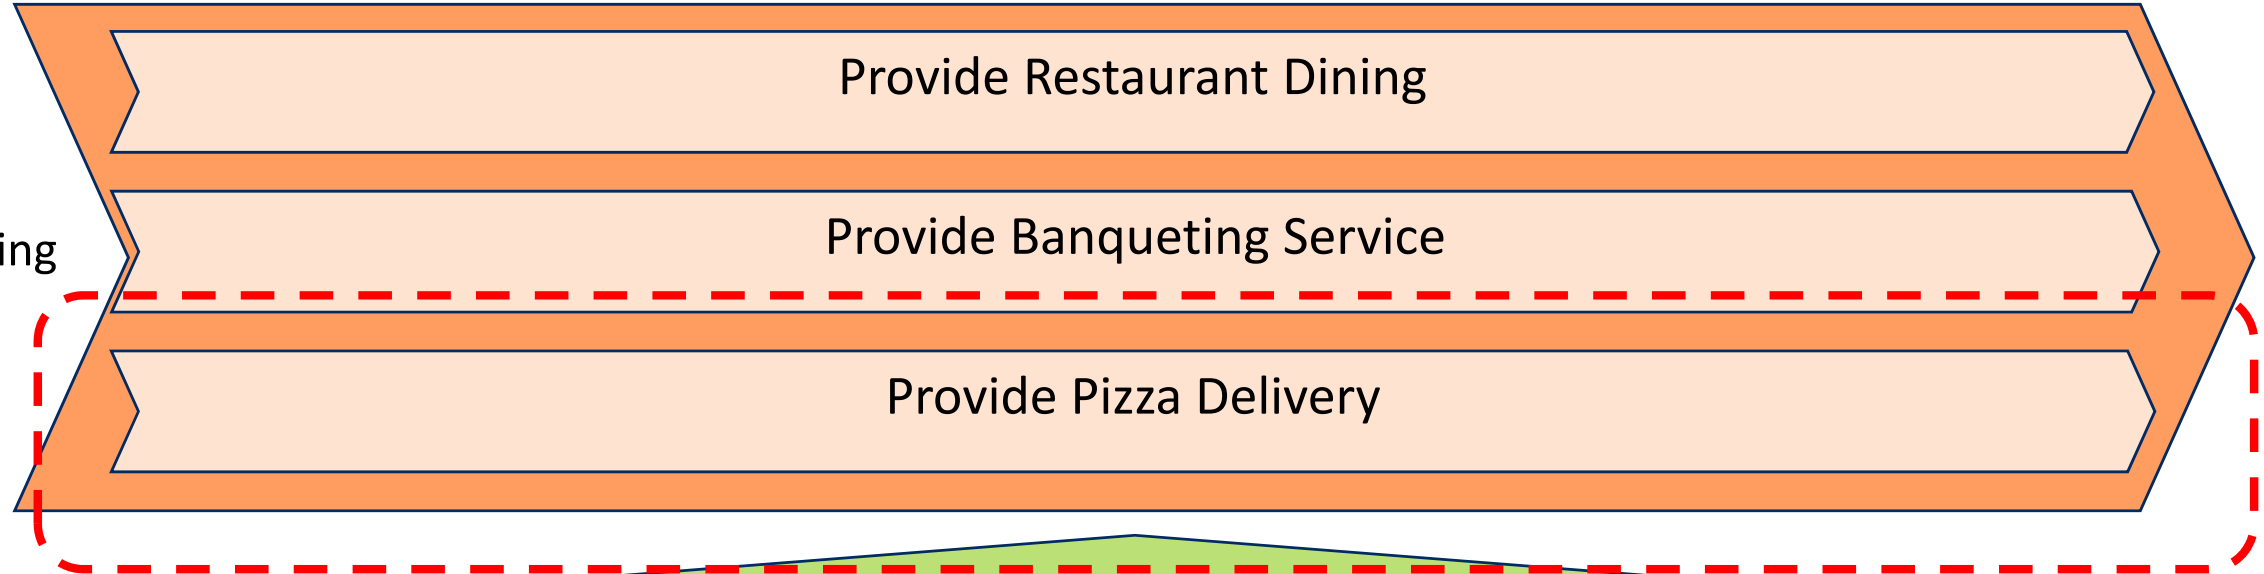 Provide Restaurant Dining
Provide Banqueting Service
ing
Provide Pizza Delivery